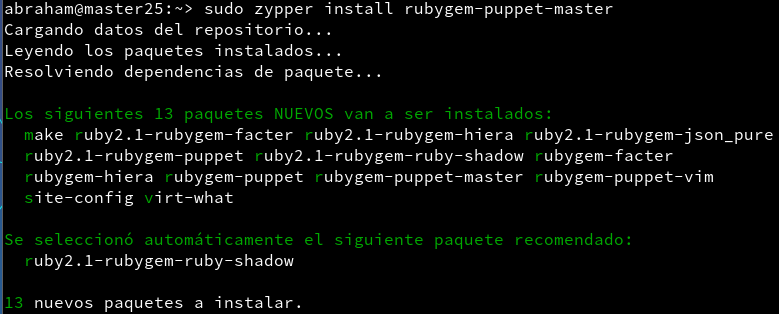 abraham@master25:~> sudo zypper install rubygem-puppet-master
Cargando datos del repositorio...
Leyendo los paquetes instalados...
Resolviendo dependencias de paquete...
Los siguientes 13 paquetes NUEVOS van a ser instalados:
make ruby2.1-rubygem-facter ruby2.1-rubygem-hiera ruby2.1-rubygem-json_pure
ruby2.1-rubygem-puppet ruby2.1-rubygem-ruby-shadow rubygem-facter
rubygem-hiera rubygem-puppet rubygem-puppet-master rubygem-puppet-vim
site-config virt-what
Se seleccionó automáticamente el siguiente paquete recomendado:
ruby2.1-rubygem-ruby-shadow
13 nuevos paquetes a instalar.